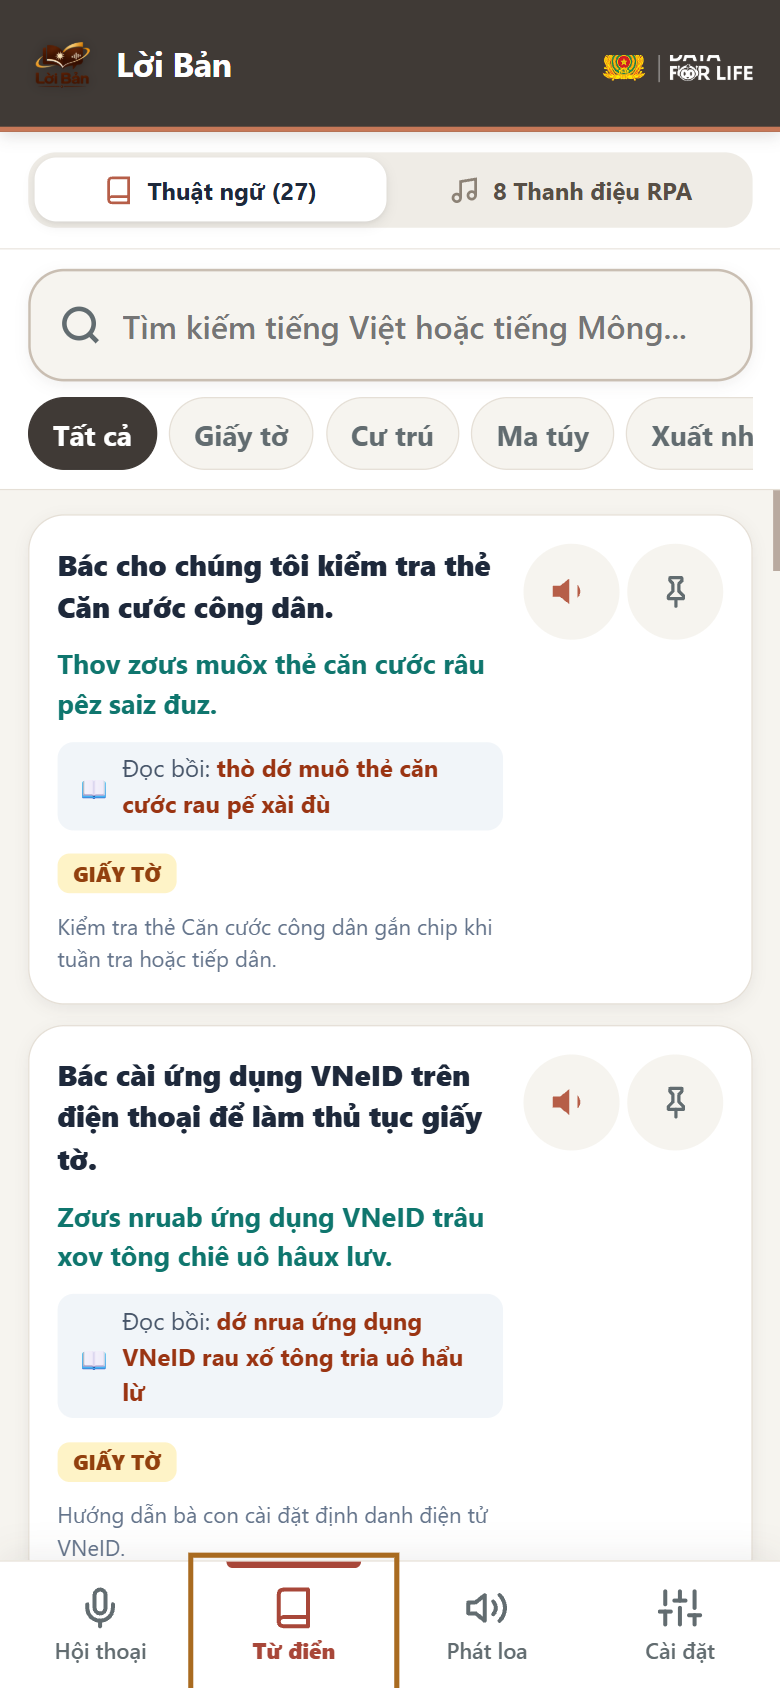 Lời Bản
Lời Bản
DATA
FOR LIFE
Thuật ngữ (27)
8 Thanh điệu RPA
Tìm kiếm tiếng Việt hoặc tiếng Mông...
Tất cả
Giấy tờ
Cư trú
Ma túy
Xuất nh
Bác cho chúng tôi kiểm tra thẻ
Căn cước công dân.
Thov zơưs muôx thẻ căn cước râu
pêz saiz đuz.
Đọc bồi: thò dớ muô thẻ căn
cước rau pế xài đù
GIẤY TỜ
Kiểm tra thẻ Căn cước công dân gắn chip khi
tuần tra hoặc tiếp dân.
Bác cài ứng dụng VNeID trên
điện thoại để làm thủ tục giấy
tờ.
Zơưs nruab ứng dụng VNeID trâu
xov tông chiê uô hâux lưv.
Đọc bồi: dớ nrua ứng dụng
VNeID rau xố tông tria uô hẩu
lừ
GIẤY TỜ
Hướng dẫn bà con cài đặt định danh điện tử
VNeID.
Hội thoại
Từ điển
Phát loa
Cài đặt